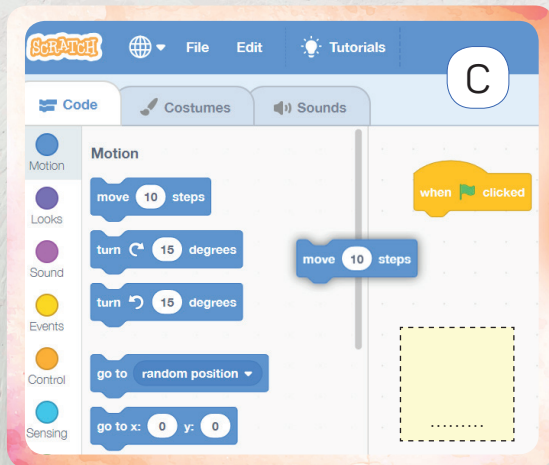 SCRATCH File Edit Tutorials
C
Code Costumes Sounds
Motion
Looks
Sound
Events
Control
Sensing
Motion
move 10 steps
turn 15 degrees
turn 15 degrees
go to random position
go to x: 0 y: 0
move 10 steps
when clicked
.........